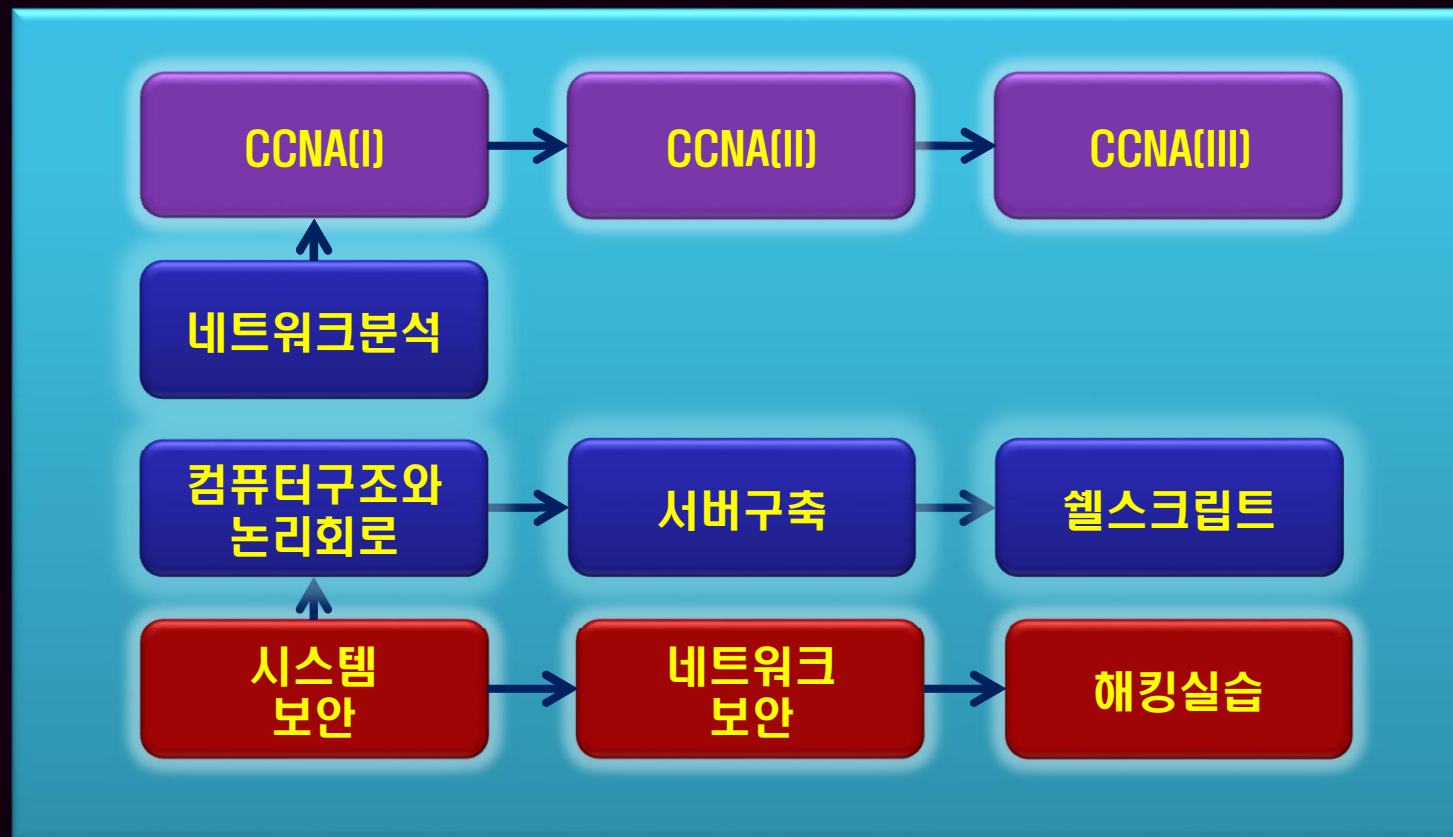 CCNA(I)
CCNA(II)
CCNA(III)
네트워크분석
컴퓨터구조와
논리회로
서버구축
쉘스크립트
시스템
보안
네트워크
보안
해킹실습